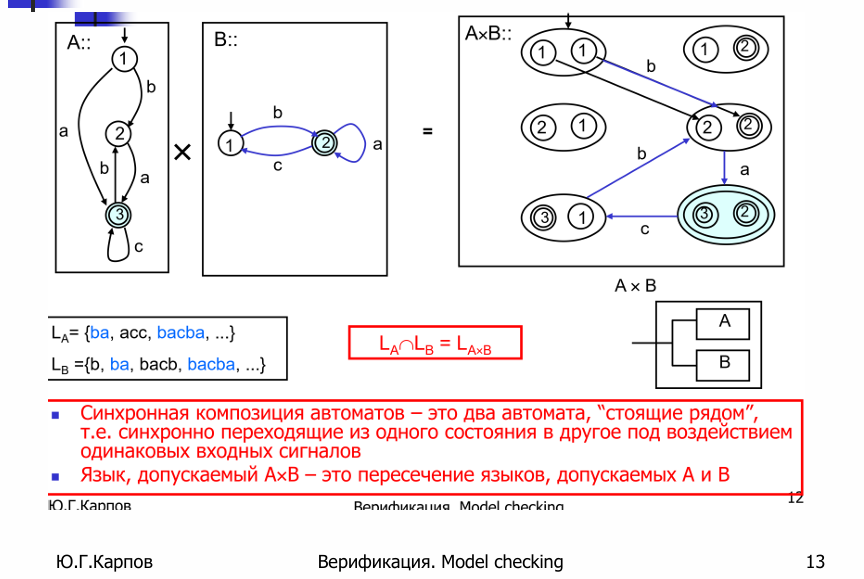 A::
1
b
a
2
b
a
3
c
×
B::
b
1
2
a
c
=
A×B::
1 1
1 2
b
2 1
2 2
b
a
3 1
3 2
c
A × B
A
B
L_A= {ba, acc, bacba, ...}
L_B ={b, ba, bacb, bacba, ...}
L_A∩L_B = L_A×B
Синхронная композиция автоматов – это два автомата, “стоящие рядом”,
т.е. синхронно переходящие из одного состояния в другое под воздействием
одинаковых входных сигналов
Язык, допускаемый А×В – это пересечение языков, допускаемых А и В
12
Ю.Г.Карпов
Верификация. Model checking
Ю.Г.Карпов
Верификация. Model checking
13